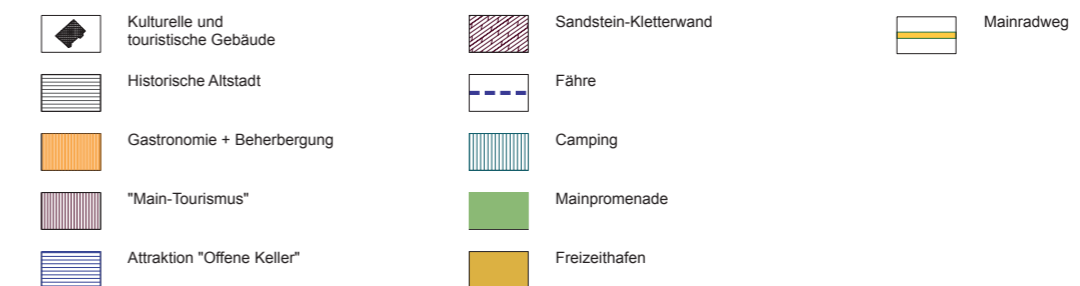 Kulturelle und
touristische Gebäude
Historische Altstadt
Gastronomie + Beherbergung
"Main-Tourismus"
Attraktion "Offene Keller"
Sandstein-Kletterwand
Fähre
Camping
Mainpromenade
Freizeithafen
Mainradweg